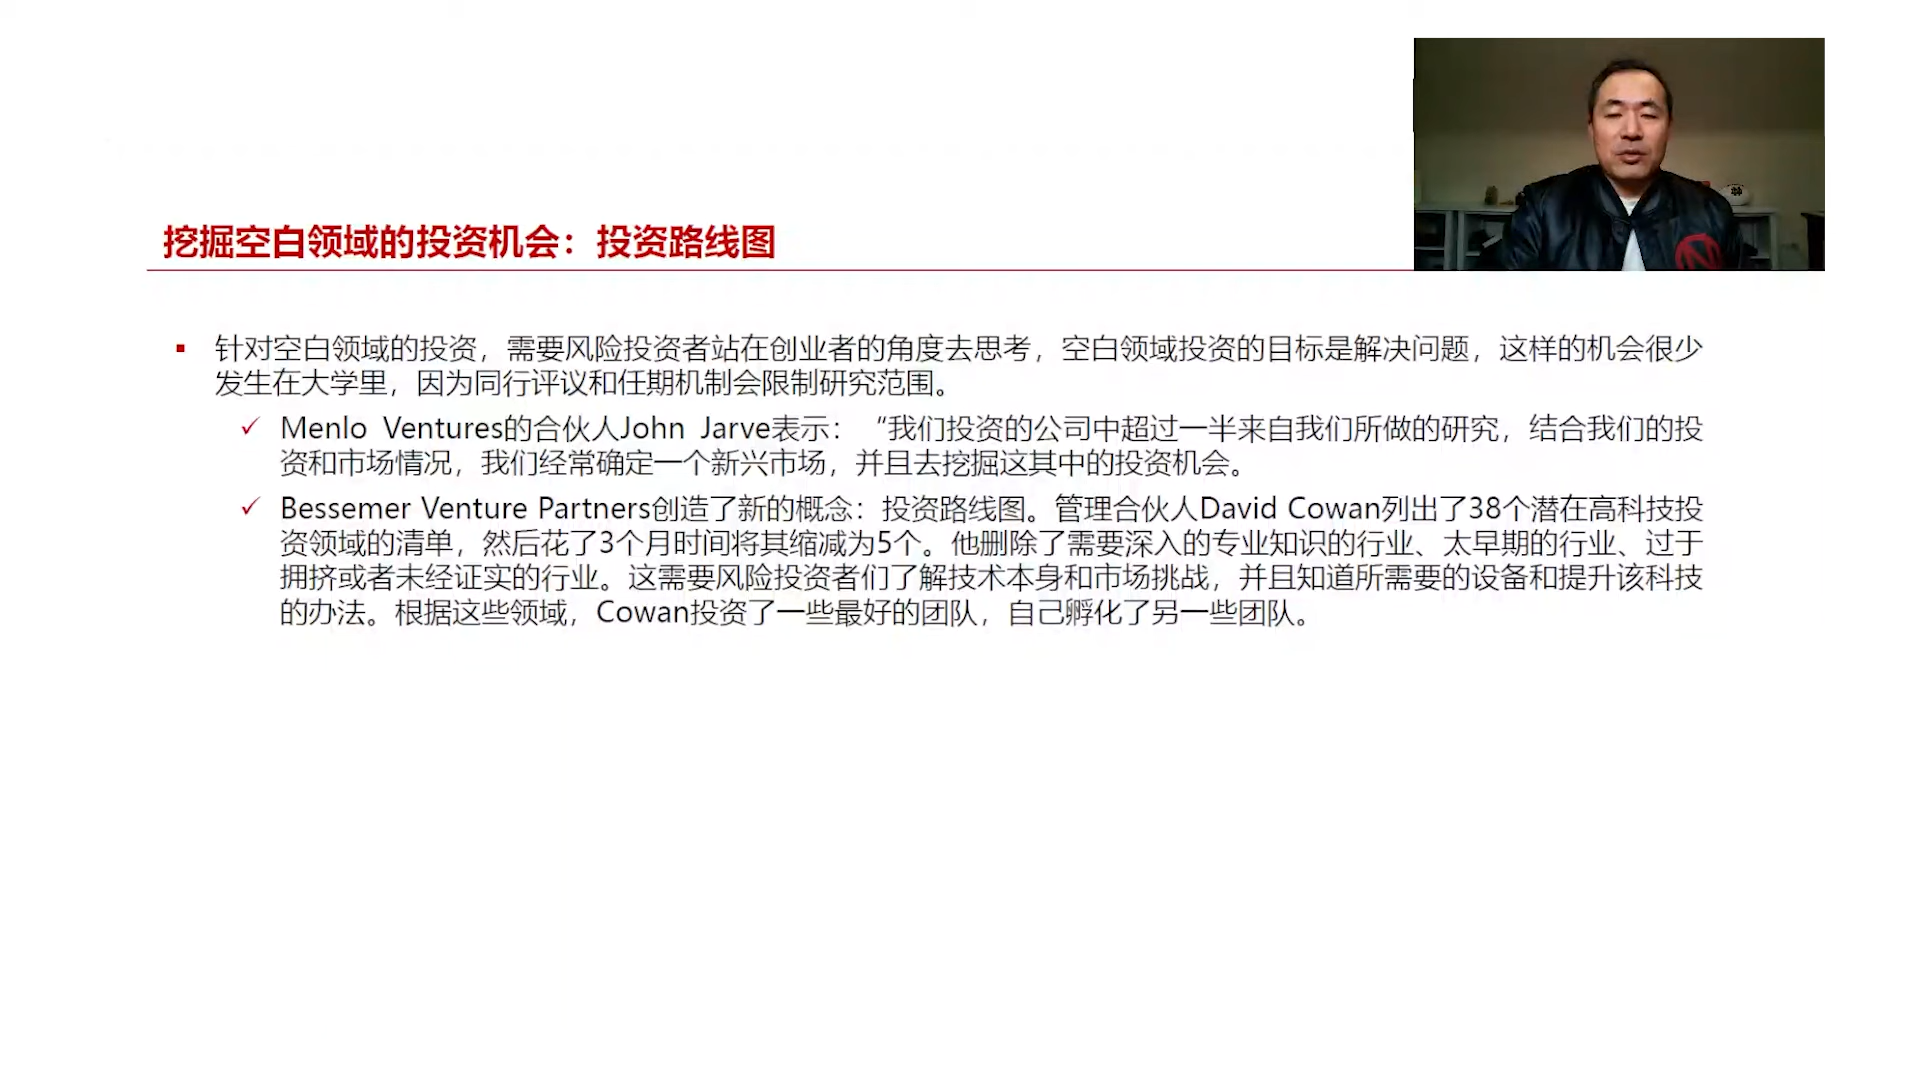 挖掘空白领域的投资机会：投资路线图
针对空白领域的投资，需要风险投资者站在创业者的角度去思考，空白领域投资的目标是解决问题，这样的机会很少
发生在大学里，因为同行评议和任期机制会限制研究范围。
Menlo Ventures的合伙人John Jarve表示：“我们投资的公司中超过一半来自我们所做的研究，结合我们的投
资和市场情况，我们经常确定一个新兴市场，并且去挖掘这其中的投资机会。
Bessemer Venture Partners创造了新的概念：投资路线图。管理合伙人David Cowan列出了38个潜在高科技投
资领域的清单，然后花了3个月时间将其缩减为5个。他删除了需要深入的专业知识的行业、太早期的行业、过于
拥挤或者未经证实的行业。这需要风险投资者们了解技术本身和市场挑战，并且知道所需要的设备和提升该科技
的办法。根据这些领域，Cowan投资了一些最好的团队，自己孵化了另一些团队。